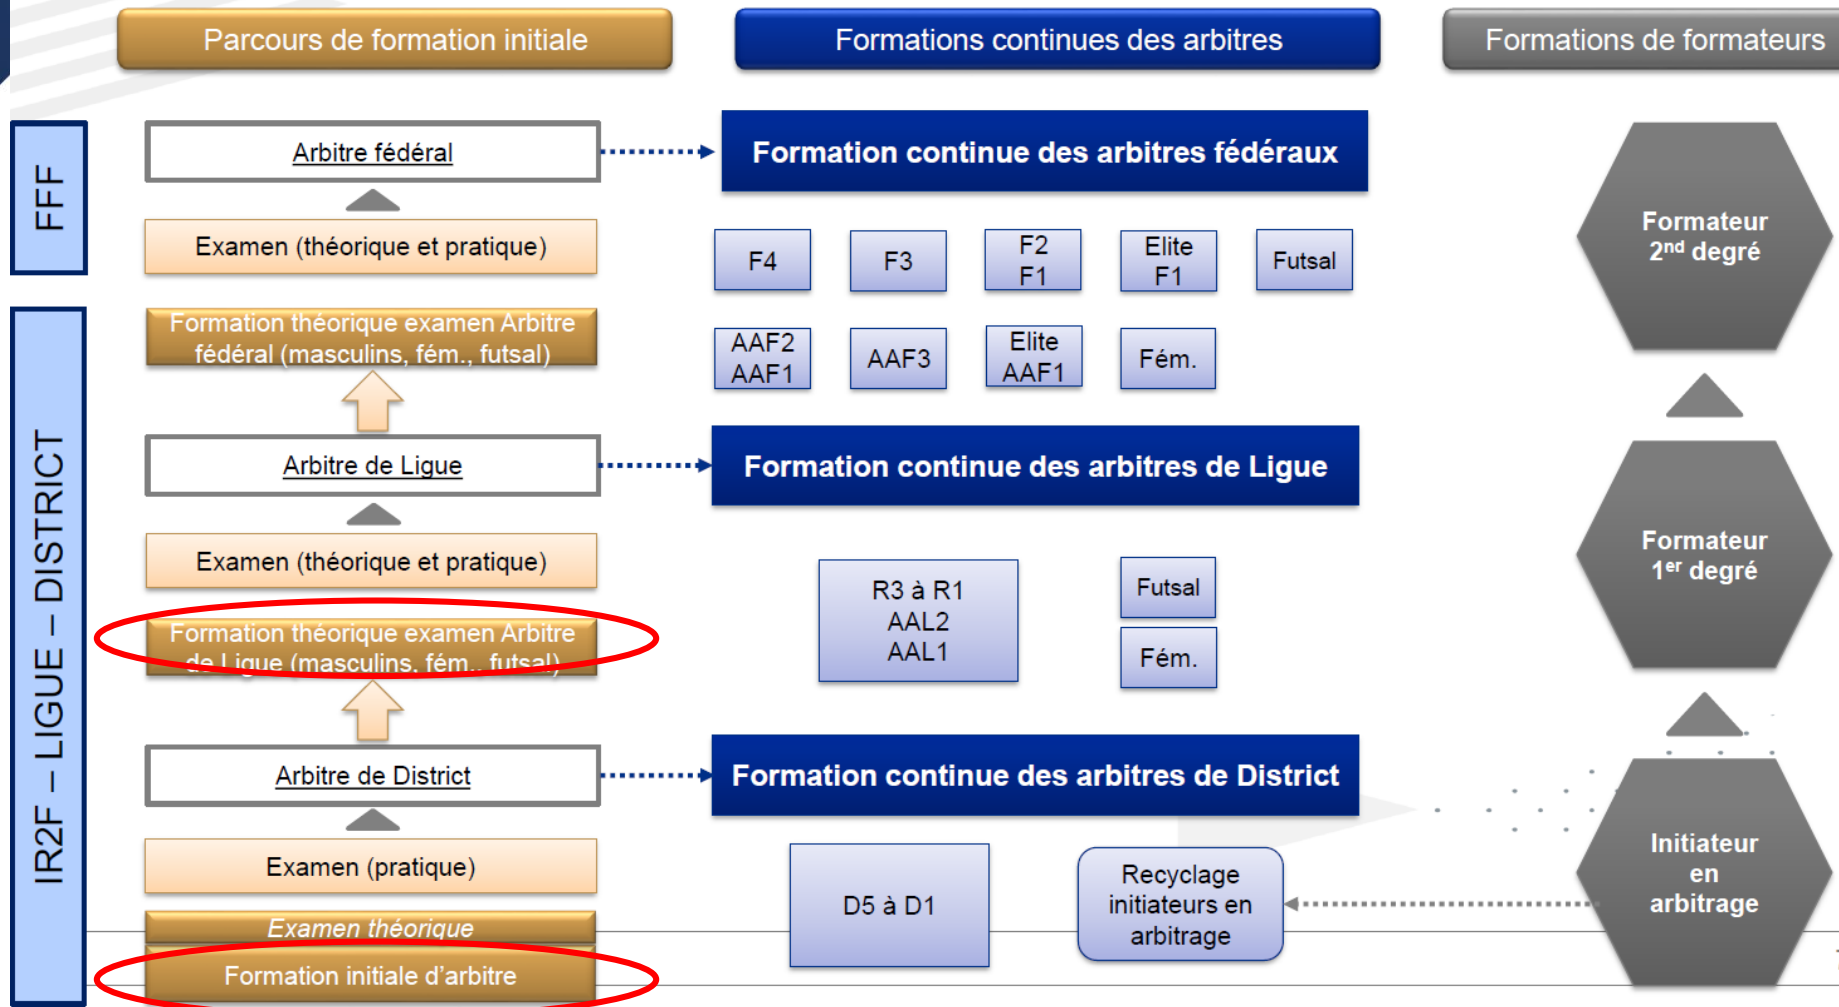 Parcours de formation initiale
Formations continues des arbitres
Formations de formateurs
FFF
Arbitre fédéral
Formation continue des arbitres fédéraux
Examen (théorique et pratique)
F4
F3
F2
F1
Elite
F1
Futsal
Formateur
2nd degré
Formation théorique examen Arbitre
fédéral (masculins, fém., futsal)
AAF2
AAF1
AAF3
Elite
AAF1
Fém.
IR2F – LIGUE – DISTRICT
Arbitre de Ligue
Formation continue des arbitres de Ligue
Examen (théorique et pratique)
R3 à R1
AAL2
AAL1
Futsal
Fém.
Formateur
1er degré
Formation théorique examen Arbitre
de Ligue (masculins, fém., futsal)
Arbitre de District
Formation continue des arbitres de District
Examen (pratique)
D5 à D1
Recyclage
initiateurs en
arbitrage
Initiateur
en
arbitrage
Examen théorique
Formation initiale d'arbitre